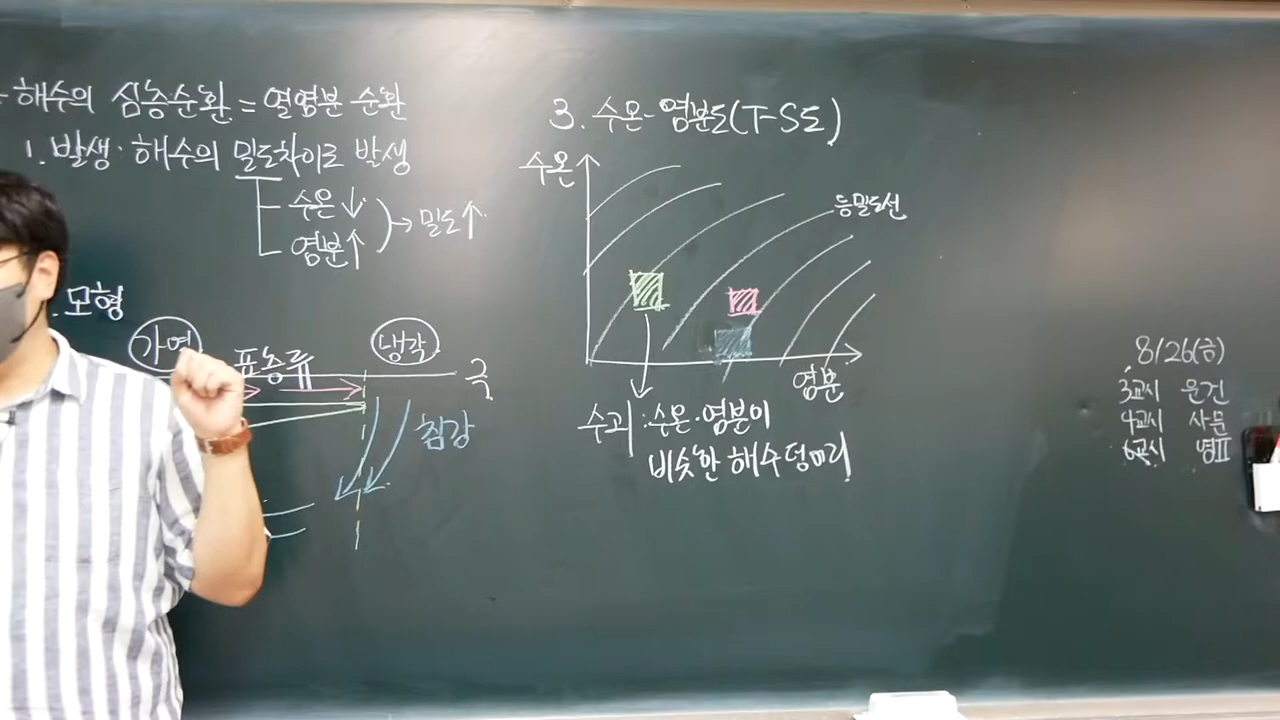 해수의 심층순환 = 열염분 순환
1. 발생 · 해수의 밀도차이로 발생
수온↓
염분↑
→ 밀도↑
. 모형
가열
냉각
표층류
극
침강
3. 수온-염분도(T-S도)
수온
등밀도선
염분
수괴 : 수온·염분이
비슷한 해수덩어리
8/26(금)
3교시 운건
4교시 사문
6교시